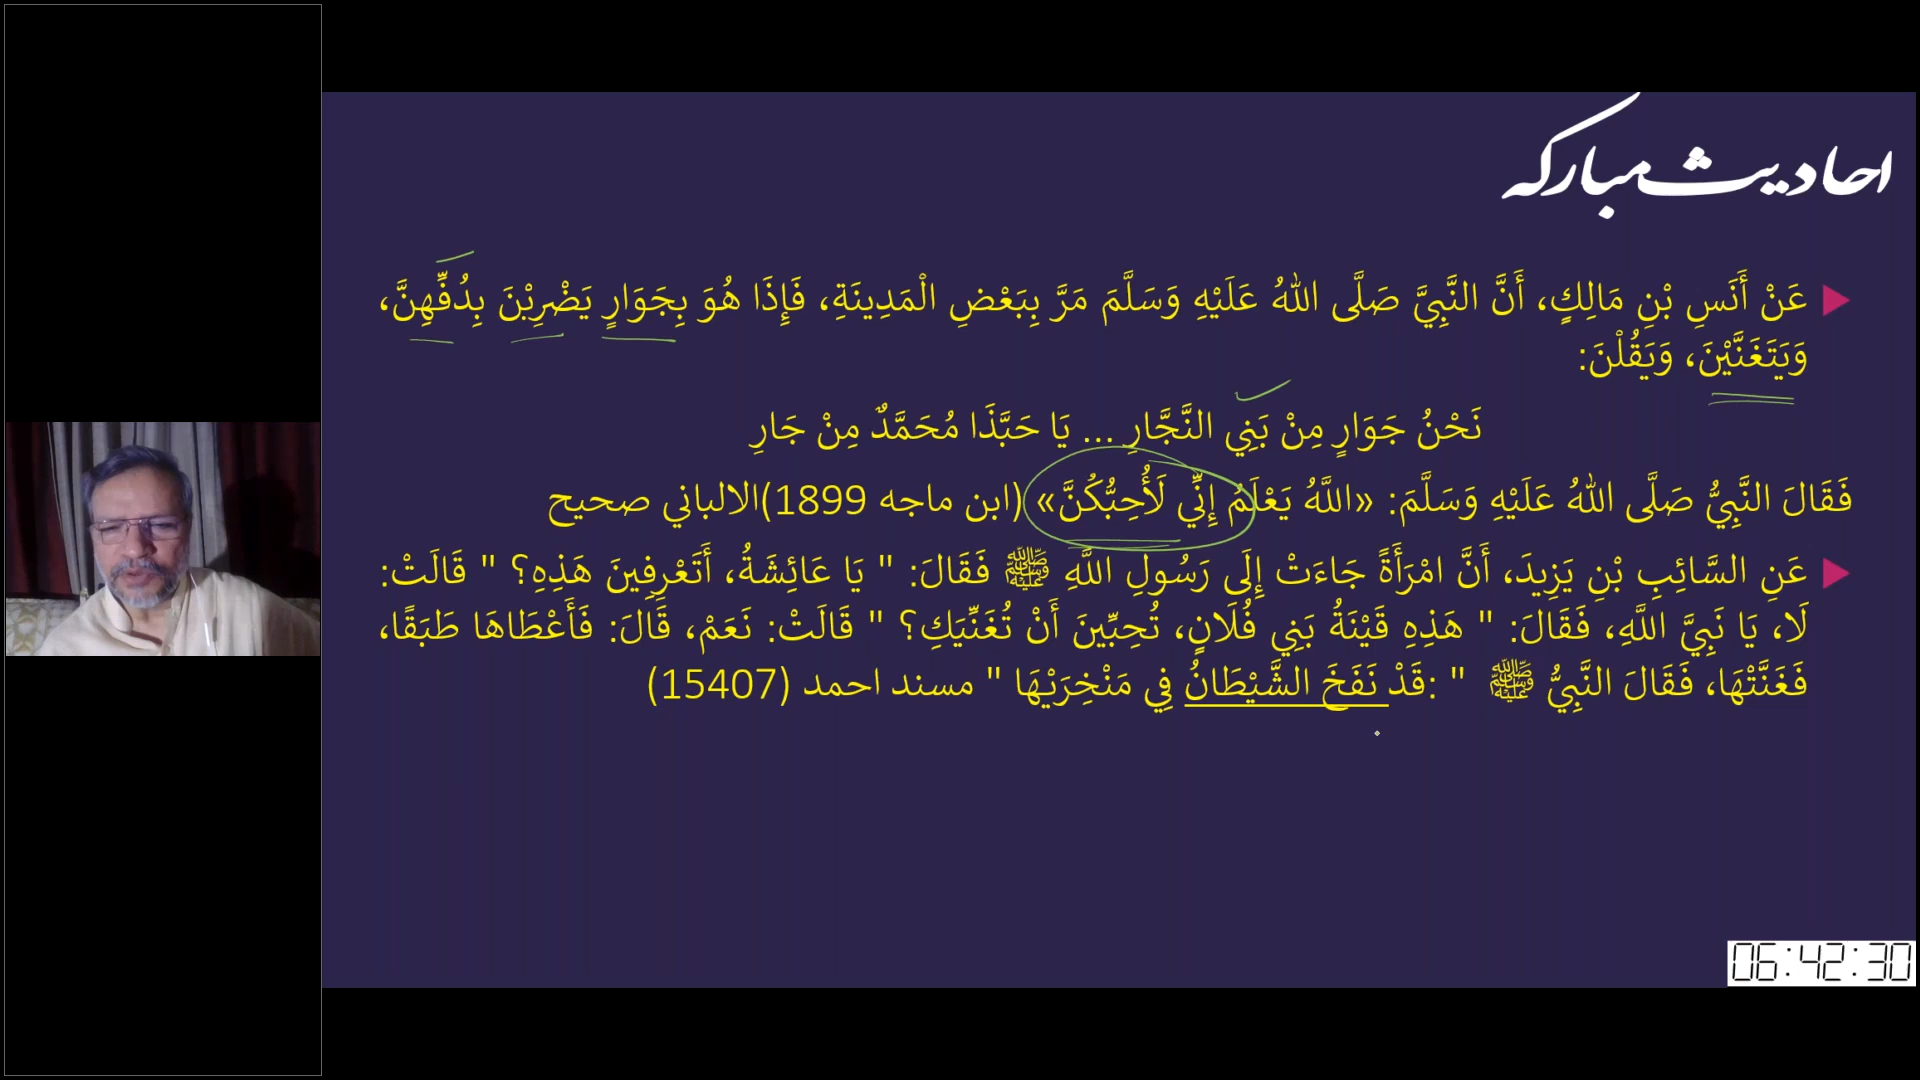 احادیث مبارکہ
عَنْ أَنَسِ بْنِ مَالِكٍ، أَنَّ النَّبِيَّ صَلَّى اللهُ عَلَيْهِ وَسَلَّمَ مَرَّ بِبَعْضِ الْمَدِينَةِ، فَإِذَا هُوَ بِجَوَارٍ يَضْرِبْنَ بِدُفِّهِنَّ،
وَيَتَغَنَّيْنَ، وَيَقُلْنَ:
نَحْنُ جَوَارٍ مِنْ بَنِي النَّجَّارِ ... يَا حَبَّذَا مُحَمَّدٌ مِنْ جَارِ
فَقَالَ النَّبِيُّ صَلَّى اللهُ عَلَيْهِ وَسَلَّمَ: «اللَّهُ يَعْلَمُ إِنِّي لَأُحِبُّكُنَّ» (ابن ماجه 1899)الالباني صحيح
عَنِ السَّائِبِ بْنِ يَزِيدَ، أَنَّ امْرَأَةً جَاءَتْ إِلَى رَسُولِ اللَّهِ ﷺ فَقَالَ: " يَا عَائِشَةُ، أَتَعْرِفِينَ هَذِهِ؟ " قَالَتْ:
لَا، يَا نَبِيَّ اللَّهِ، فَقَالَ: " هَذِهِ قَيْنَةُ بَنِي فُلَانٍ، تُحِبِّينَ أَنْ تُغَنِّيَكِ؟ " قَالَتْ: نَعَمْ، قَالَ: فَأَعْطَاهَا طَبَقًا،
فَغَنَّتْهَا، فَقَالَ النَّبِيُّ ﷺ " :قَدْ نَفَخَ الشَّيْطَانُ فِي مَنْخِرَيْهَا " مسند احمد (15407)
06:42:30